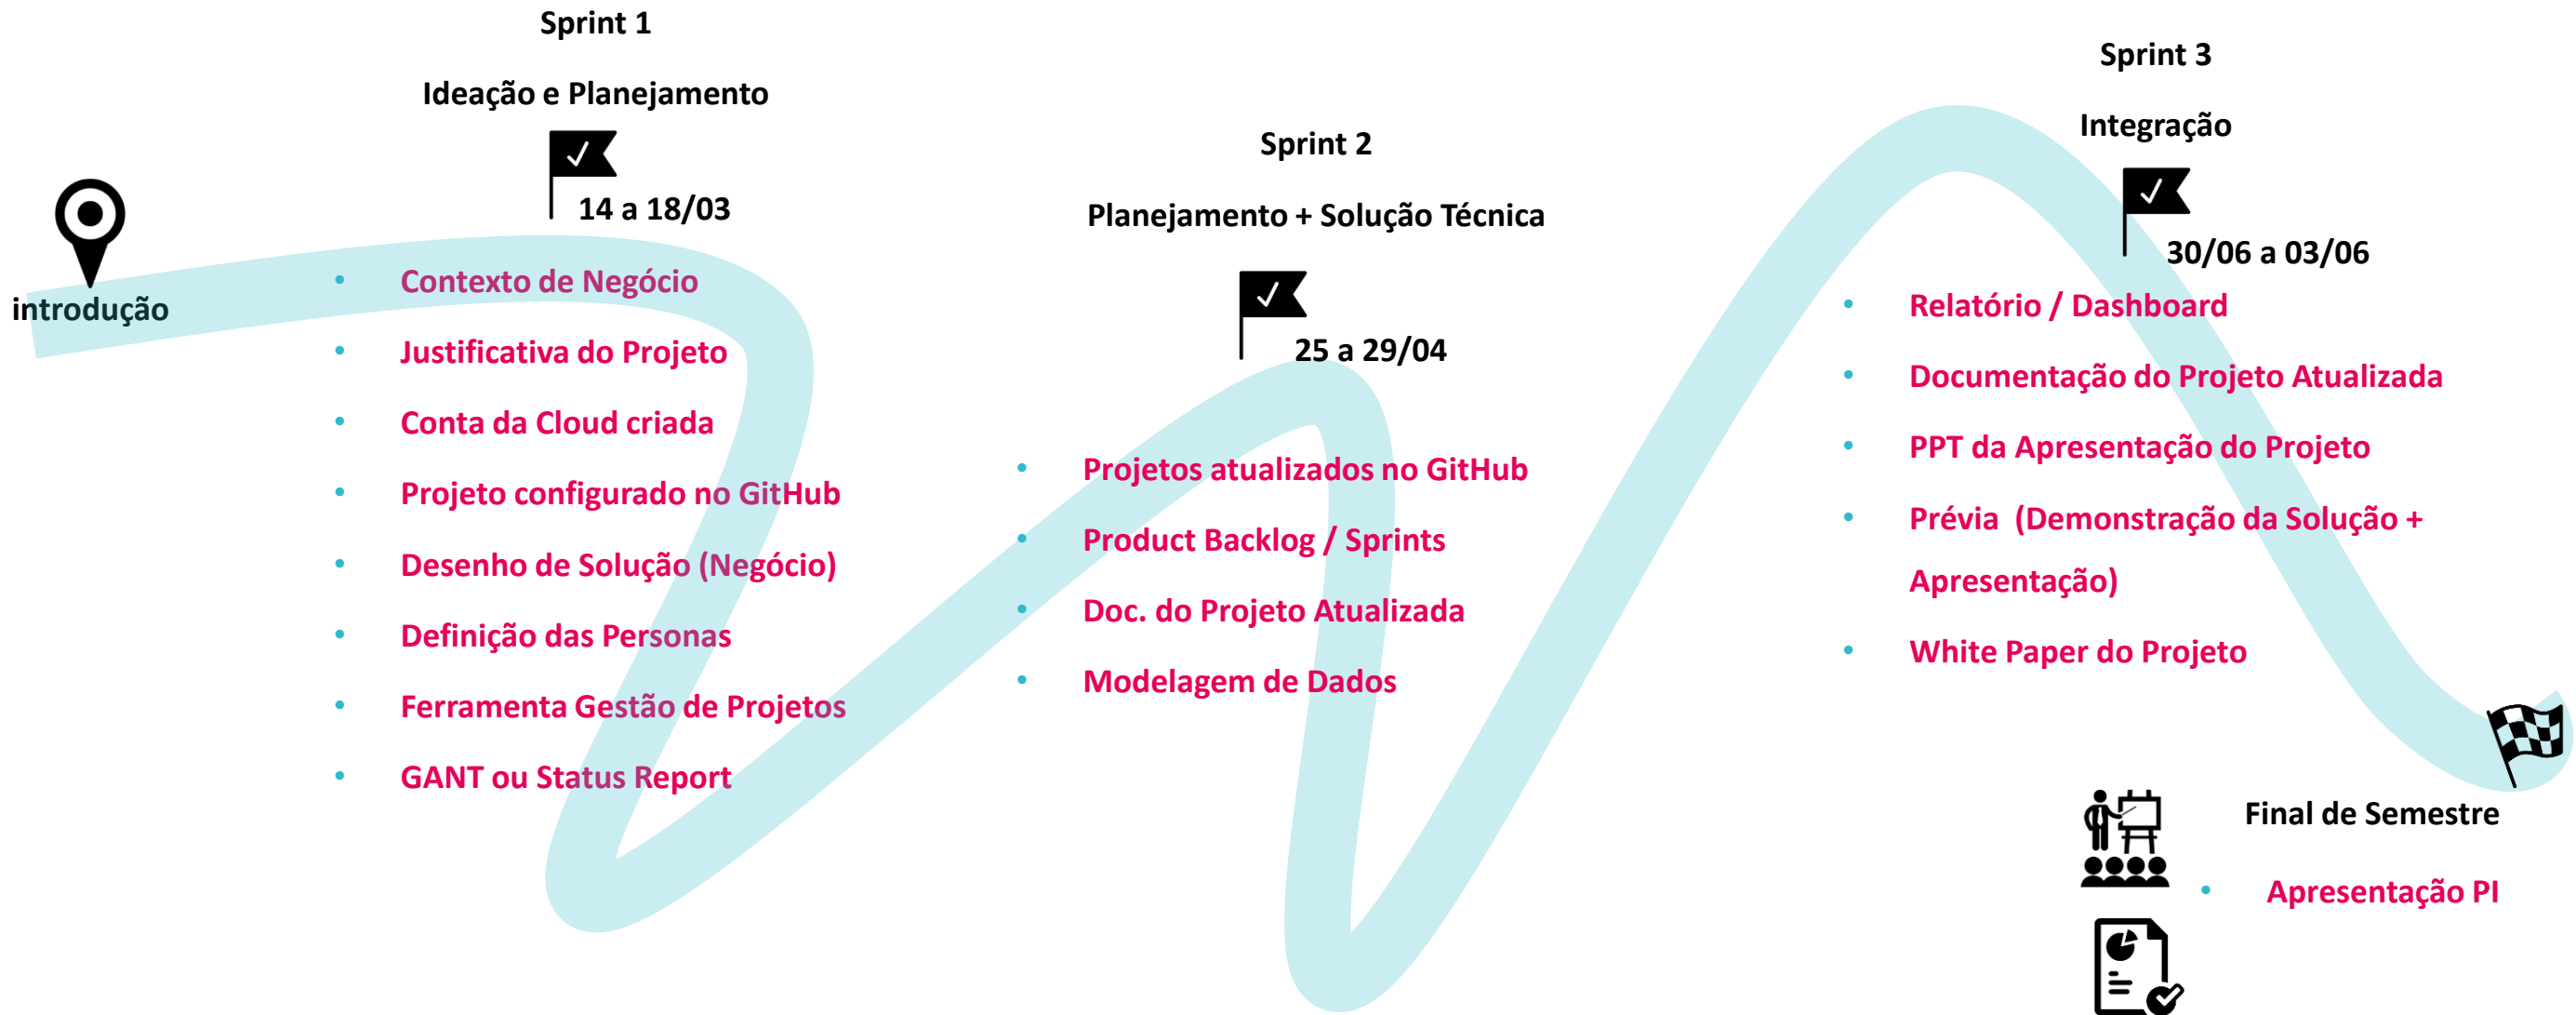 introdução
Sprint 1
Ideação e Planejamento
14 a 18/03
Contexto de Negócio
Justificativa do Projeto
Conta da Cloud criada
Projeto configurado no GitHub
Desenho de Solução (Negócio)
Definição das Personas
Ferramenta Gestão de Projetos
GANT ou Status Report
Sprint 2
Planejamento + Solução Técnica
25 a 29/04
Projetos atualizados no GitHub
Product Backlog / Sprints
Doc. do Projeto Atualizada
Modelagem de Dados
Sprint 3
Integração
30/06 a 03/06
Relatório / Dashboard
Documentação do Projeto Atualizada
PPT da Apresentação do Projeto
Prévia (Demonstração da Solução +
Apresentação)
White Paper do Projeto
Final de Semestre
Apresentação PI